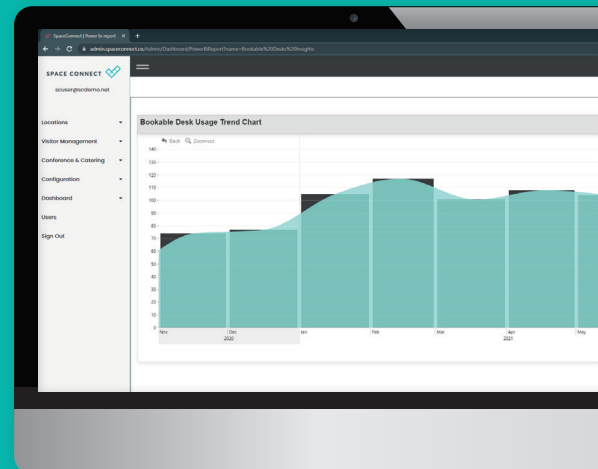 SpaceConnect | Power bi report
admin.spaceconnect.co/Admin/Dashboard/PowerBiReport?name=Bookable%20Desks%20Insights
SPACE CONNECT
scuser@scdemo.net
Locations
Visitor Management
Conference & Catering
Configuration
Dashboard
Users
Sign Out
Bookable Desk Usage Trend Chart
Back Zoom-out
140
130
120
110
100
90
80
70
60
50
40
30
20
10
0
Nov Dec Jan Feb Mar Apr May
2020 2021